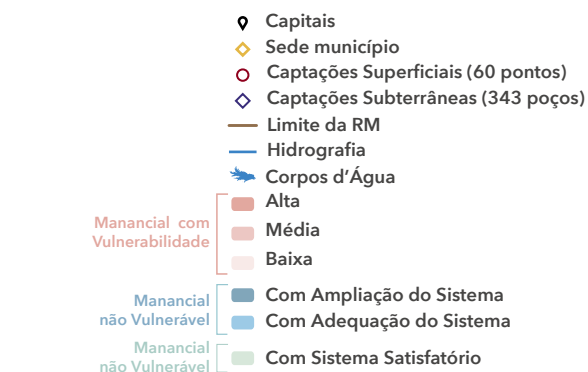 Capitais
Sede município
Captações Superficiais (60 pontos)
Captações Subterrâneas (343 poços)
Limite da RM
Hidrografia
Corpos d'Água
Manancial com
Vulnerabilidade
Alta
Média
Baixa
Manancial
não Vulnerável
Com Ampliação do Sistema
Com Adequação do Sistema
Manancial
não Vulnerável
Com Sistema Satisfatório